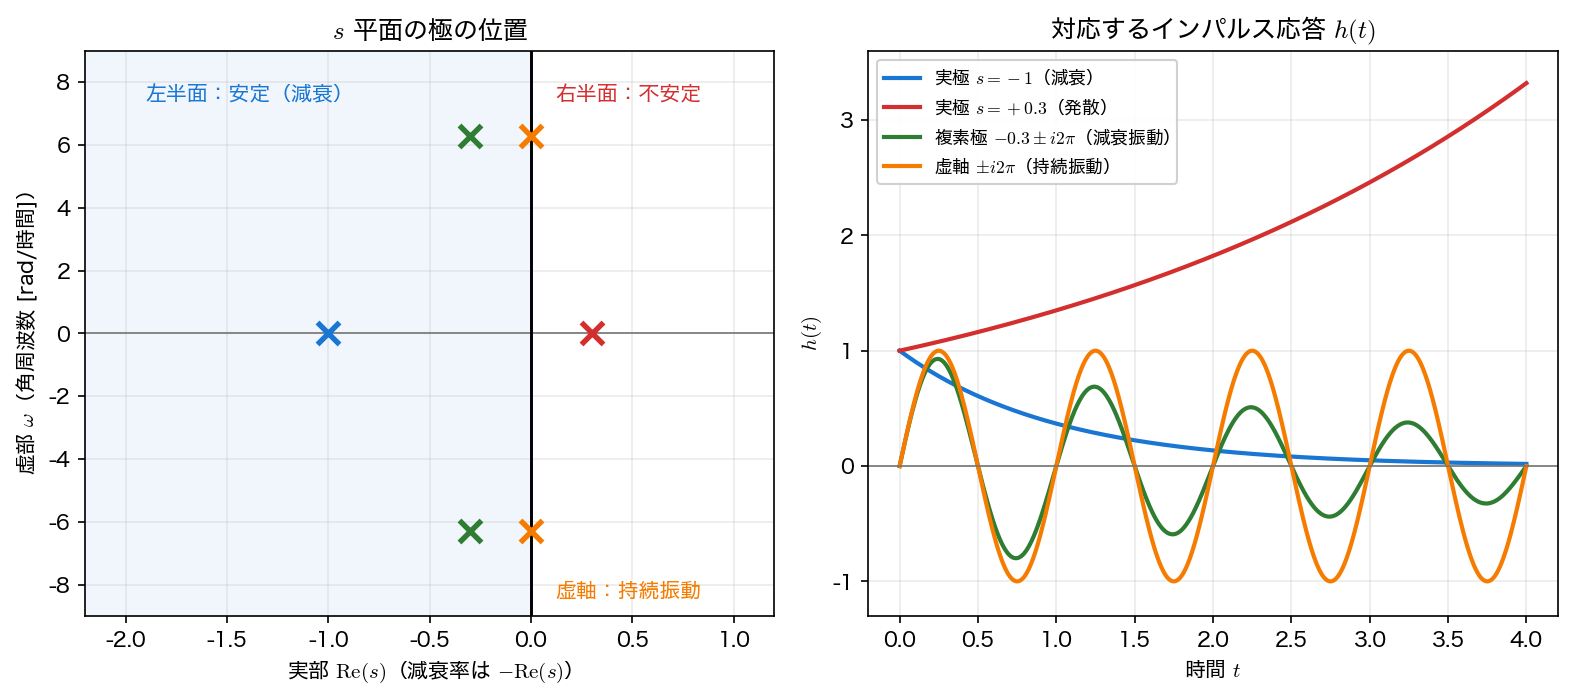 s 平面の極の位置
左半面：安定（減衰）
右半面：不安定
虚軸：持続振動
8
6
4
2
0
-2
-4
-6
-8
-2.0
-1.5
-1.0
-0.5
0.0
0.5
1.0
虚部 ω（角周波数 [rad/時間]）
実部 Re(s)（減衰率は −Re(s)）
対応するインパルス応答 h(t)
実極 s = −1（減衰）
実極 s = +0.3（発散）
複素極 −0.3 ± i2π（減衰振動）
虚軸 ±i2π（持続振動）
3
2
1
0
-1
0.0
0.5
1.0
1.5
2.0
2.5
3.0
3.5
4.0
h(t)
時間 t